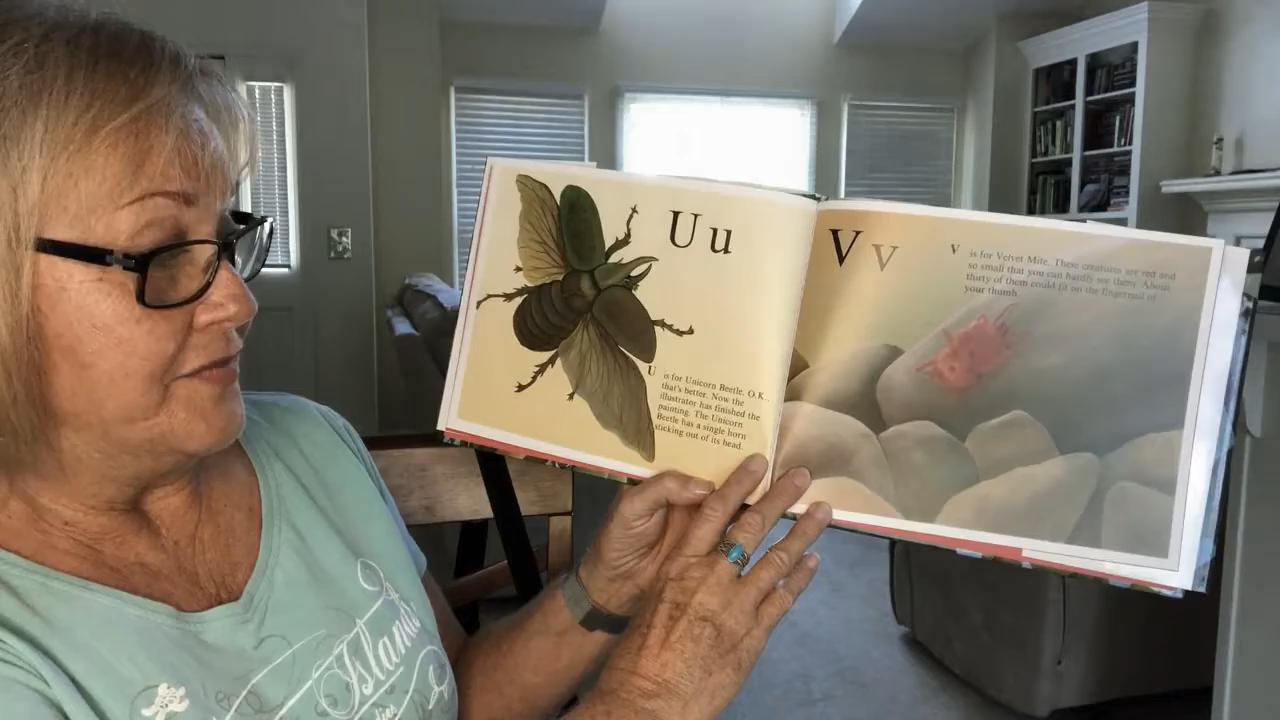 U u
U is for Unicorn Beetle. O.K.,
that's better. Now the
illustrator has finished the
painting. The Unicorn
Beetle has a single horn
sticking out of its head.
V v
V is for Velvet Mite. These creatures are red and
so small that you can hardly see them. About
thirty of them could fit on the fingernail of
your thumb.
Islands